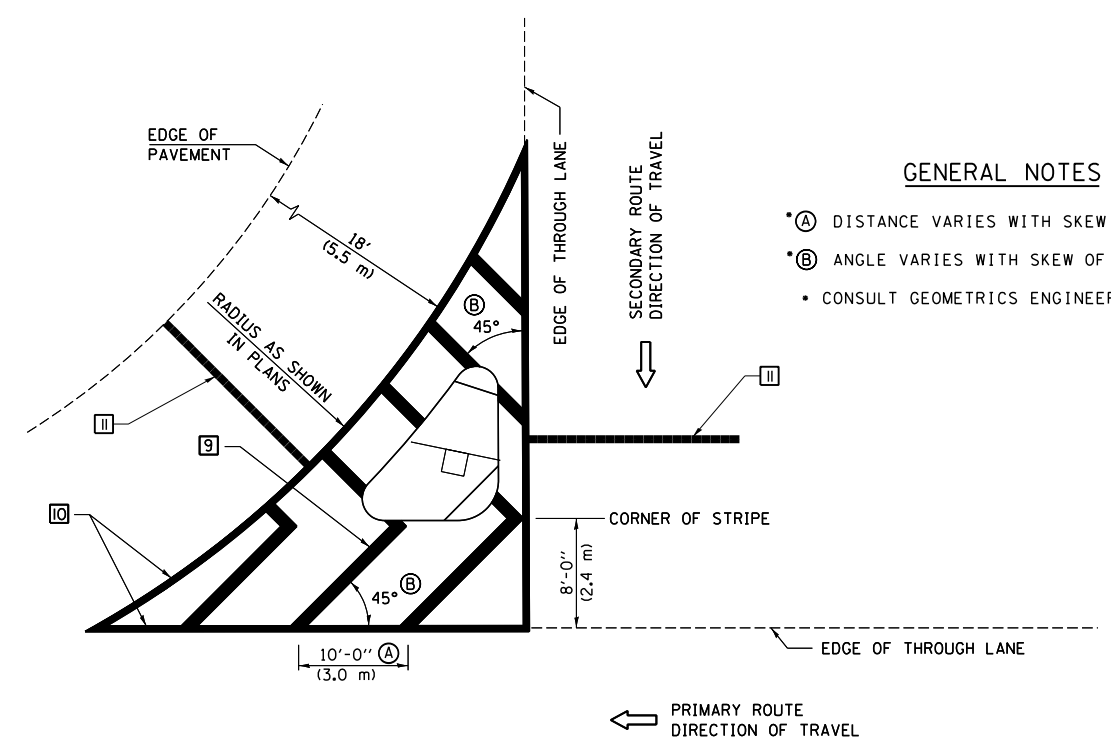 EDGE OF
PAVEMENT
18'
(5.5 m)
RADIUS AS SHOWN
IN PLANS
EDGE OF THROUGH LANE
SECONDARY ROUTE
DIRECTION OF TRAVEL
GENERAL NOTES
* A DISTANCE VARIES WITH SKEW
* B ANGLE VARIES WITH SKEW OF
* CONSULT GEOMETRICS ENGINEER
B
45°
11
11
9
10
CORNER OF STRIPE
8'-0"
(2.4 m)
45° B
10'-0" A
(3.0 m)
EDGE OF THROUGH LANE
PRIMARY ROUTE
DIRECTION OF TRAVEL